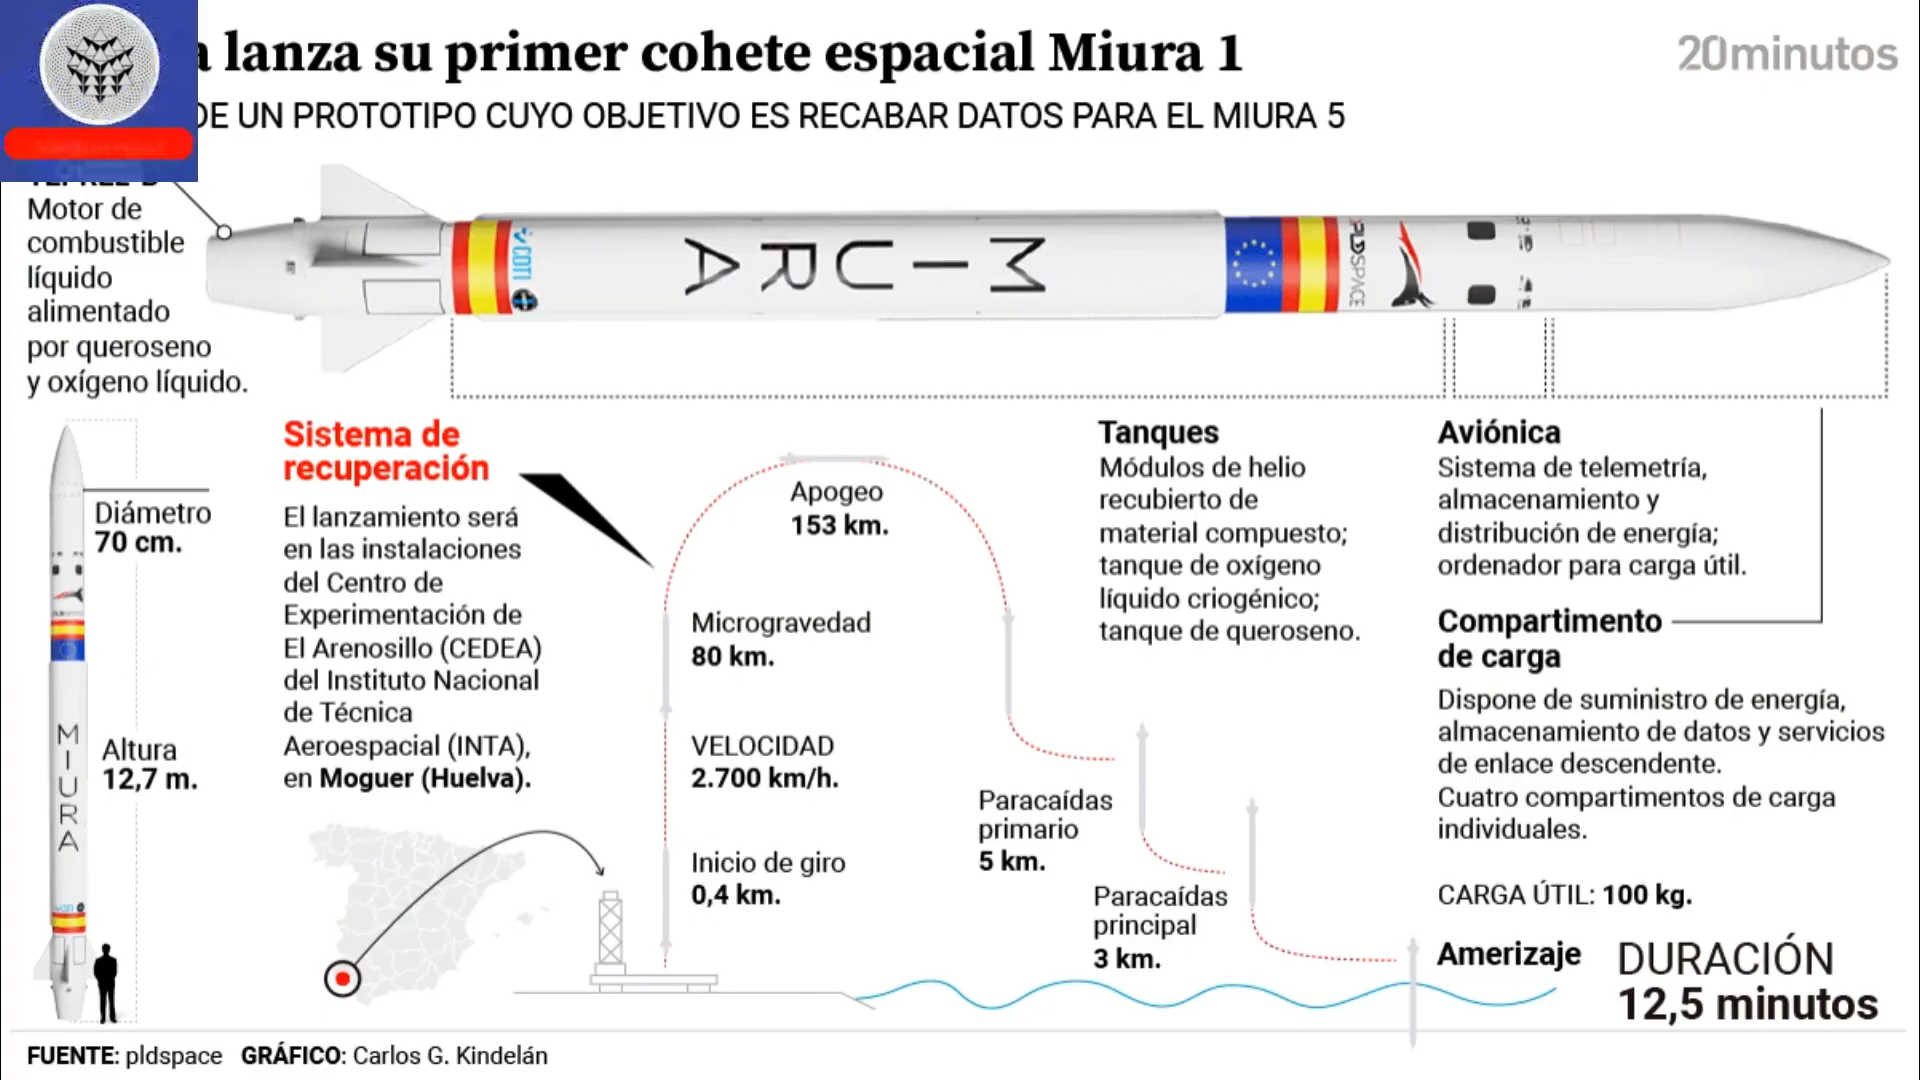 a lanza su primer cohete espacial Miura 1
20minutos
DE UN PROTOTIPO CUYO OBJETIVO ES RECABAR DATOS PARA EL MIURA 5
Motor de
combustible
líquido
alimentado
por queroseno
y oxígeno líquido.
COTI
MIURA
PLDSPACE
Diámetro
70 cm.
MIURA
Altura
12,7 m.
Sistema de
recuperación
El lanzamiento será
en las instalaciones
del Centro de
Experimentación de
El Arenosillo (CEDEA)
del Instituto Nacional
de Técnica
Aeroespacial (INTA),
en Moguer (Huelva).
Apogeo
153 km.
Microgravedad
80 km.
VELOCIDAD
2.700 km/h.
Inicio de giro
0,4 km.
Paracaídas
primario
5 km.
Paracaídas
principal
3 km.
Tanques
Módulos de helio
recubierto de
material compuesto;
tanque de oxígeno
líquido criogénico;
tanque de queroseno.
Aviónica
Sistema de telemetría,
almacenamiento y
distribución de energía;
ordenador para carga útil.
Compartimento
de carga
Dispone de suministro de energía,
almacenamiento de datos y servicios
de enlace descendente.
Cuatro compartimentos de carga
individuales.
CARGA ÚTIL: 100 kg.
Amerizaje
DURACIÓN
12,5 minutos
FUENTE: pldspace GRÁFICO: Carlos G. Kindelán